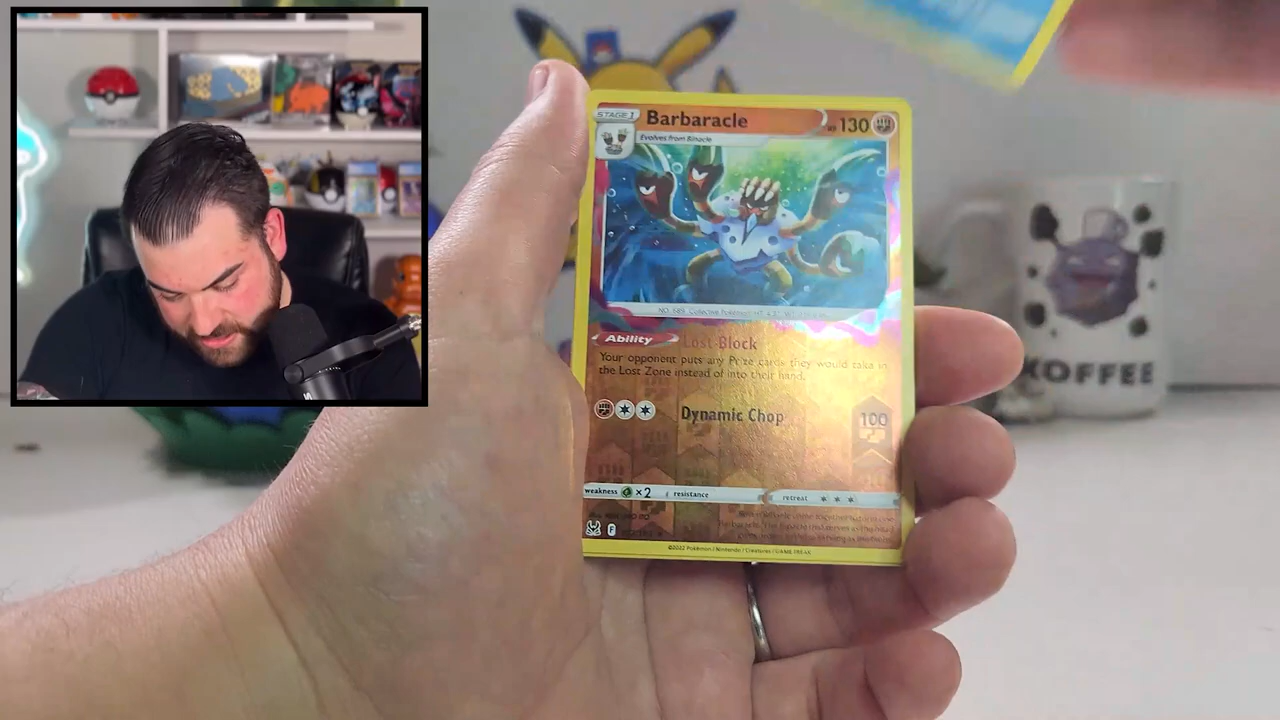 STAGE 1
Barbaracle
HP 130
Evolves from Binacle
Ability Lost Block
Your opponent puts any Prize cards they would take in
the Lost Zone instead of into their hand.
Dynamic Chop
100
weakness ×2 resistance retreat
F
©2022 Pokémon / Nintendo / Creatures / GAME FREAK
KOFFEE